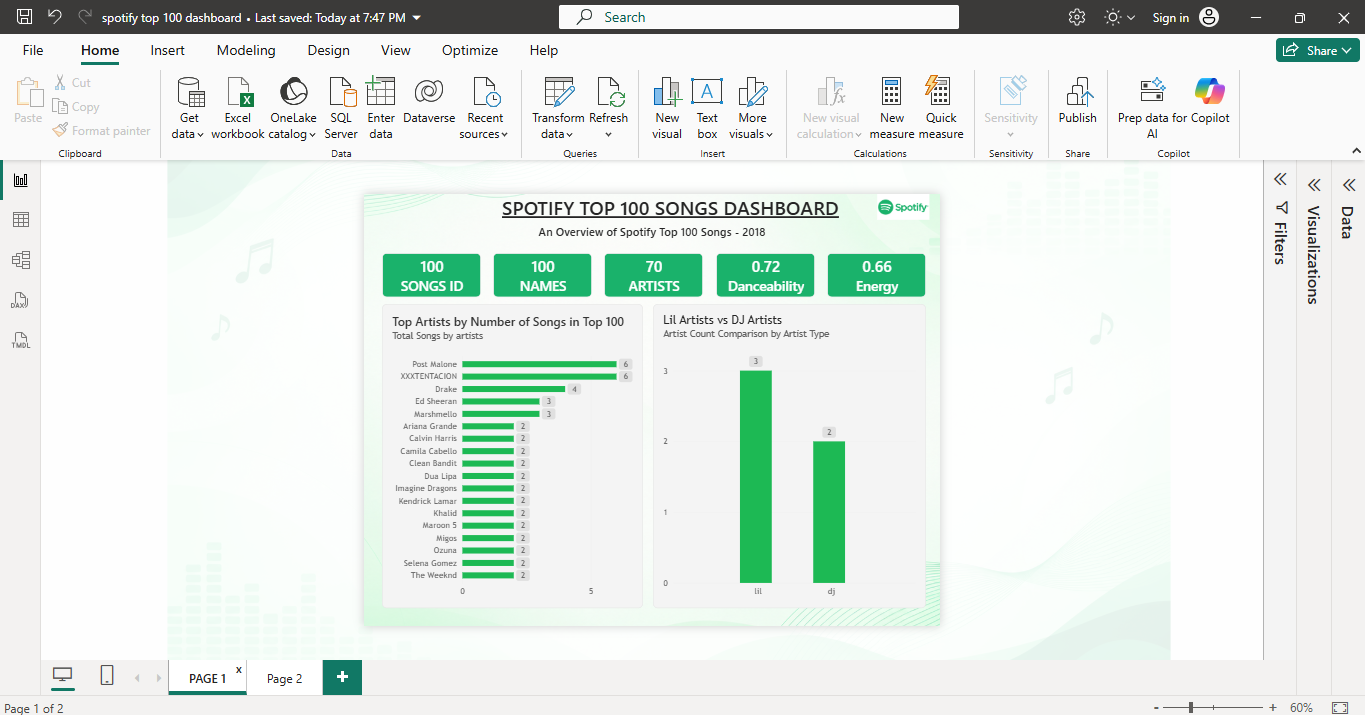 spotify top 100 dashboard • Last saved: Today at 7:47 PM
Search
Sign in
File Home Insert Modeling Design View Optimize Help
Share
Paste
Cut
Copy
Format painter
Clipboard
Get data
Excel workbook
OneLake catalog
SQL Server
Enter data
Dataverse
Recent sources
Data
Transform data
Refresh
Queries
New visual
Text box
More visuals
Insert
New visual calculation
New measure
Quick measure
Calculations
Sensitivity
Sensitivity
Publish
Share
Prep data for AI
Copilot
Copilot
DAX
TMDL
SPOTIFY TOP 100 SONGS DASHBOARD
Spotify
An Overview of Spotify Top 100 Songs - 2018
100
SONGS ID
100
NAMES
70
ARTISTS
0.72
Danceability
0.66
Energy
Top Artists by Number of Songs in Top 100
Total Songs by artists
Post Malone 6
XXXTENTACION 6
Drake 4
Ed Sheeran 3
Marshmello 3
Ariana Grande 2
Calvin Harris 2
Camila Cabello 2
Clean Bandit 2
Dua Lipa 2
Imagine Dragons 2
Kendrick Lamar 2
Khalid 2
Maroon 5 2
Migos 2
Ozuna 2
Selena Gomez 2
The Weeknd 2
0 5
Lil Artists vs DJ Artists
Artist Count Comparison by Artist Type
3
3
2
2
1
0
lil dj
Filters
Visualizations
Data
PAGE 1 x
Page 2
+
Page 1 of 2
- + 60%